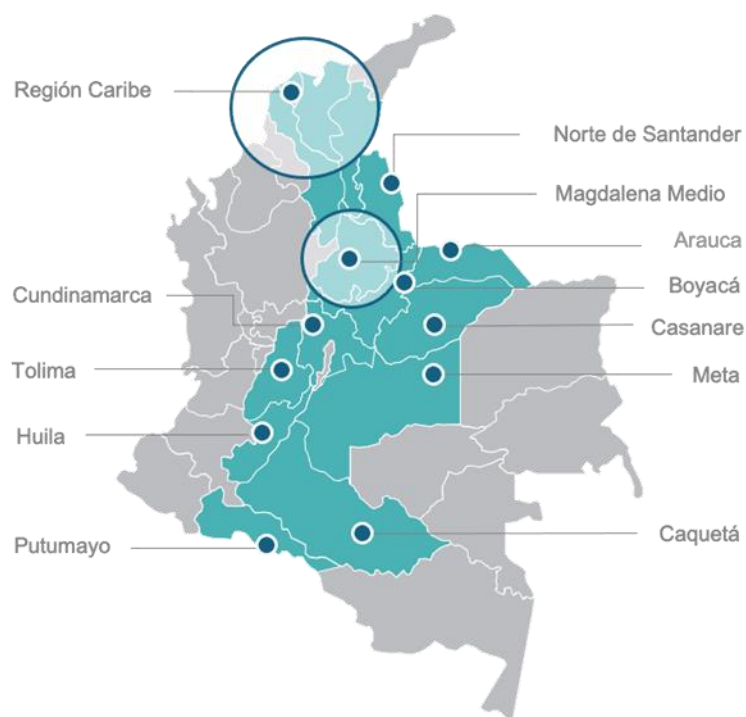 Región Caribe
Norte de Santander
Magdalena Medio
Arauca
Boyacá
Cundinamarca
Casanare
Tolima
Meta
Huila
Putumayo
Caquetá